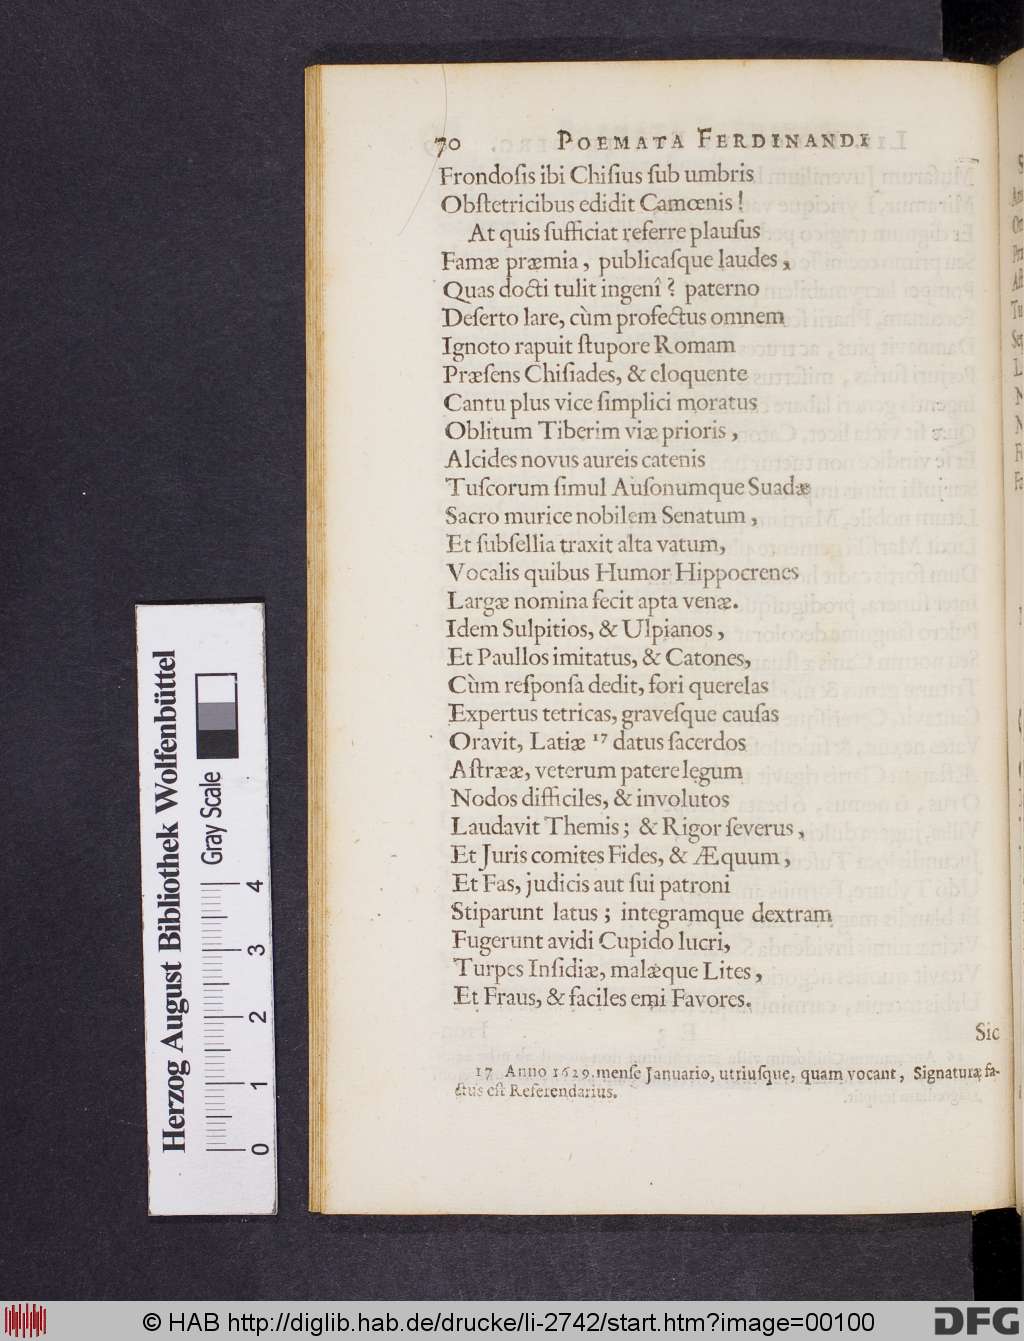 70 POEMATA FERDINANDI
Frondoſis ibi Chiſius ſub umbris
Obſtetricibus edidit Camœnis !
At quis ſufficiat referre plauſus
Famæ præmia, publicaſque laudes,
Quas docti tulit ingenî ? paterno
Deſerto lare, cùm profectus omnem
Ignoto rapuit ſtupore Romam
Præſens Chiſiades, & eloquente
Cantu plus vice ſimplici moratus
Oblitum Tiberim viæ prioris,
Alcides novus aureis catenis
Tuſcorum ſimul Auſonumque Suadæ
Sacro murice nobilem Senatum,
Et ſubſellia traxit alta vatum,
Vocalis quibus Humor Hippocrenes
Largæ nomina fecit apta venæ.
Idem Sulpitios, & Ulpianos,
Et Paullos imitatus, & Catones,
Cùm reſponſa dedit, fori querelas
Expertus tetricas, graveſque cauſas
Oravit, Latiæ 17 datus ſacerdos
Aſtrææ, veterum patere legum
Nodos difficiles, & involutos
Laudavit Themis ; & Rigor ſeverus,
Et Juris comites Fides, & Æquum,
Et Fas, judicis aut ſui patroni
Stiparunt latus ; integramque dextram
Fugerunt avidi Cupido lucri,
Turpes Inſidiæ, malæque Lites,
Et Fraus, & faciles emi Favores.
Sic
17 Anno 1629. menſe Januario, utriuſque, quam vocant, Signaturæ fa-
ctus eſt Referendarius.
Herzog August Bibliothek Wolfenbüttel
Gray Scale
0 1 2 3 4
© HAB http://diglib.hab.de/drucke/li-2742/start.htm?image=00100
DFG